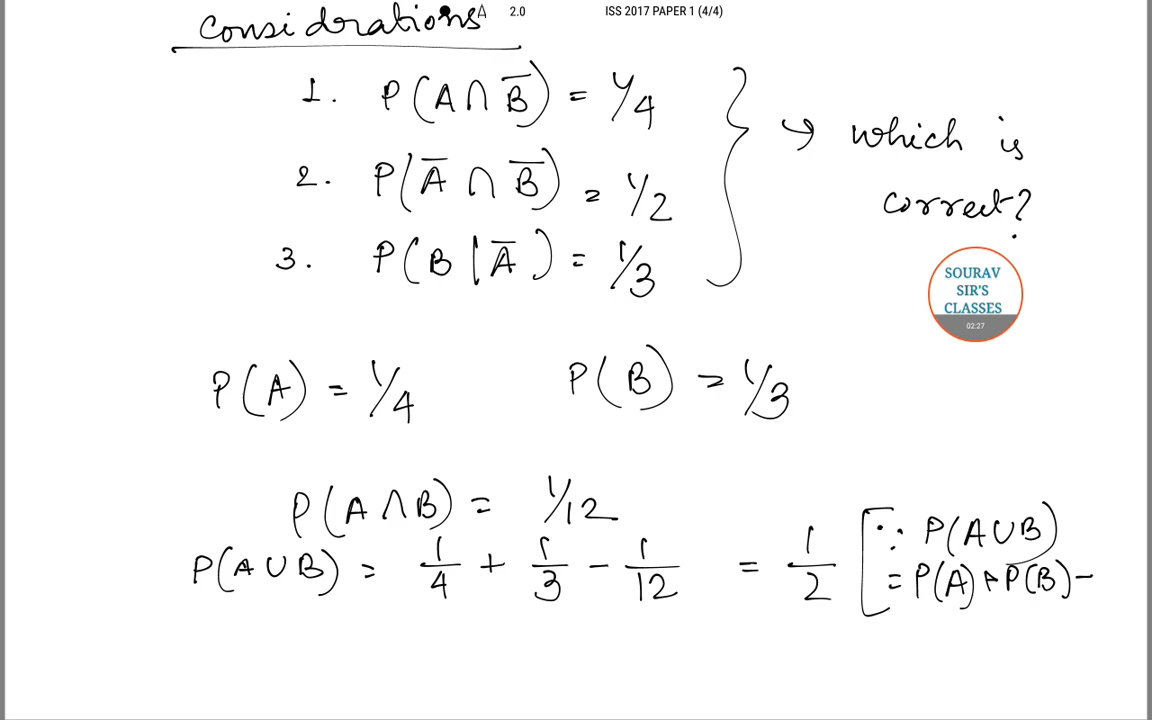 Considerations A 2.0 ISS 2017 PAPER 1 (4/4)
1. P(A∩B̅) = 1/4
2. P(A̅∩B̅) = 1/2
3. P(B|A̅) = 1/3
} → which is
correct?
SOURAV
SIR'S
CLASSES
02:27
P(A) = 1/4 P(B) = 1/3
P(A∩B) = 1/12
P(A∪B) = 1/4 + 1/3 - 1/12 = 1/2 [∵ P(A∪B)
= P(A) + P(B) -